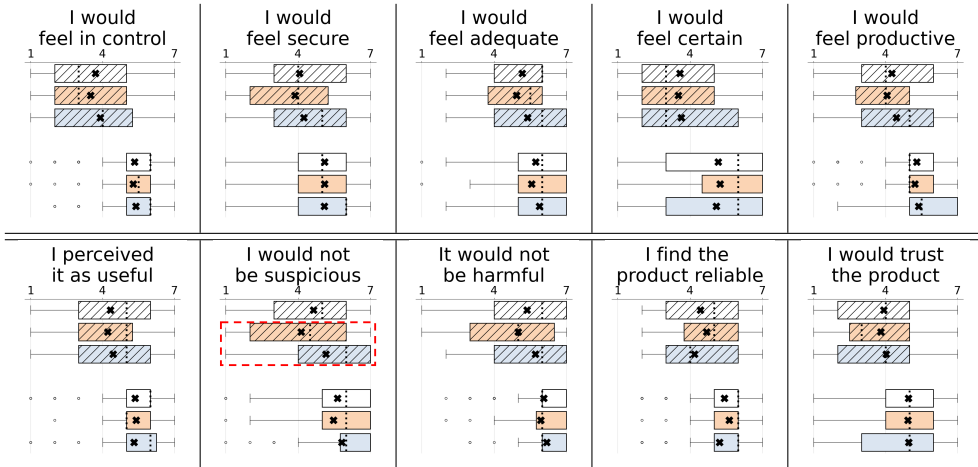 I would
feel in control
1 4 7
I would
feel secure
1 4 7
I would
feel adequate
1 4 7
I would
feel certain
1 4 7
I would
feel productive
1 4 7
I perceived
it as useful
1 4 7
I would not
be suspicious
1 4 7
It would not
be harmful
1 4 7
I find the
product reliable
1 4 7
I would trust
the product
1 4 7